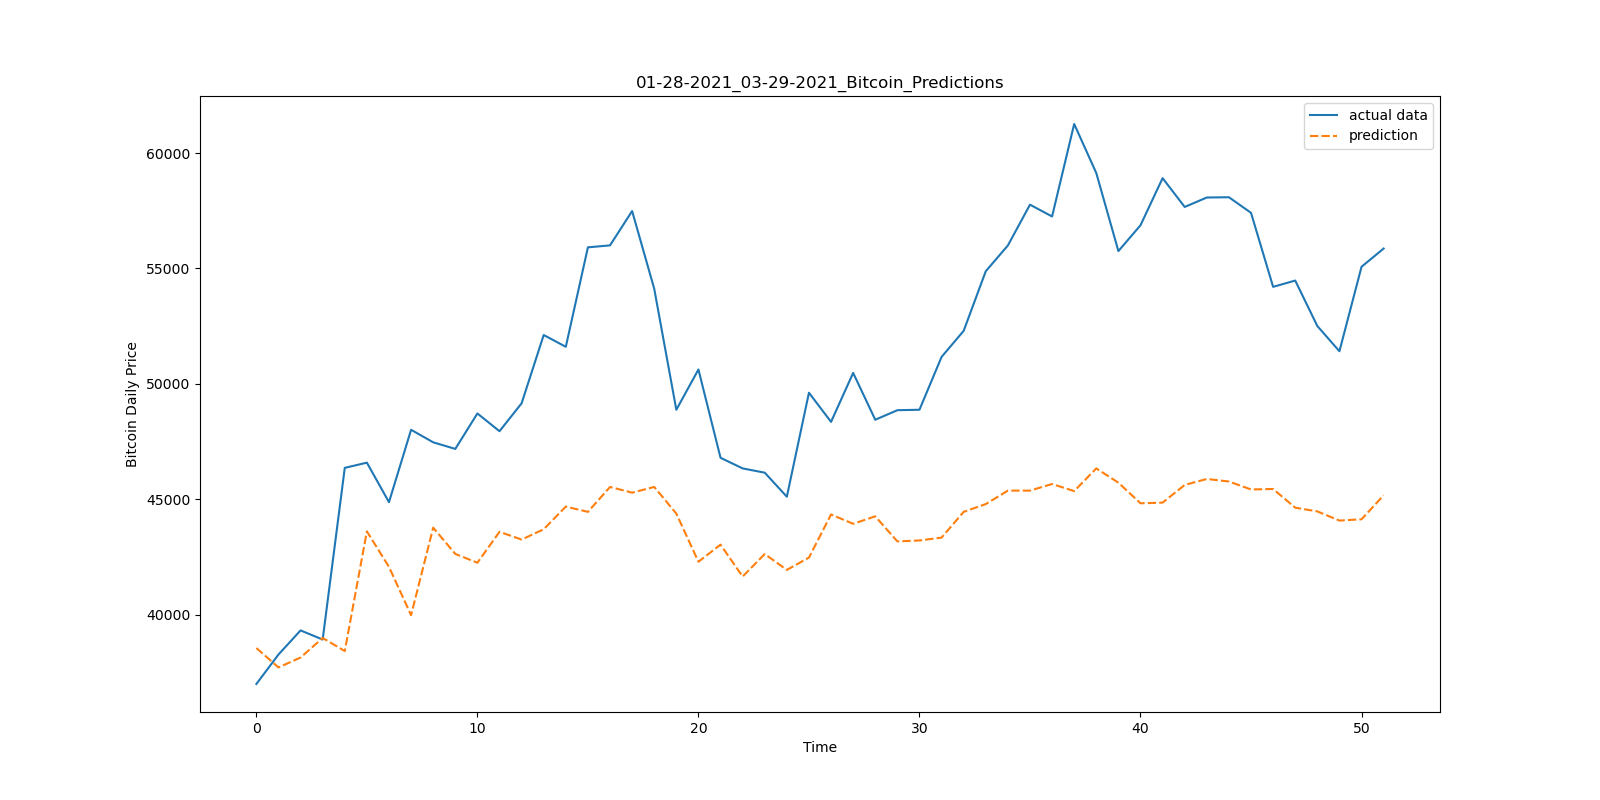 01-28-2021_03-29-2021_Bitcoin_Predictions
actual data
prediction
60000
55000
50000
45000
40000
Bitcoin Daily Price
0 10 20 30 40 50
Time